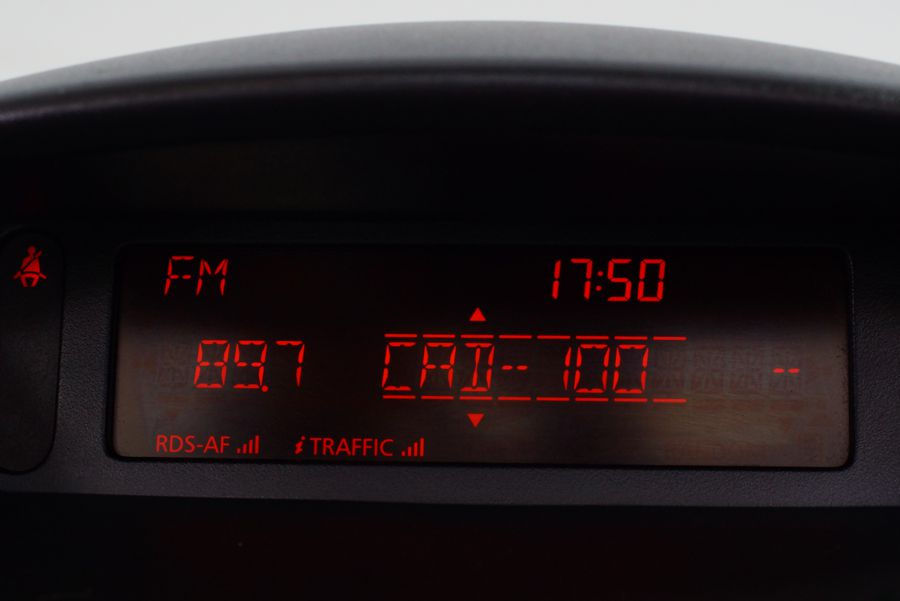 FM 17:50
89.7 CAD-100 --
RDS-AF i TRAFFIC